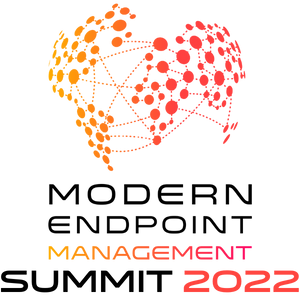 MODERN
ENDPOINT
MANAGEMENT
SUMMIT 2022